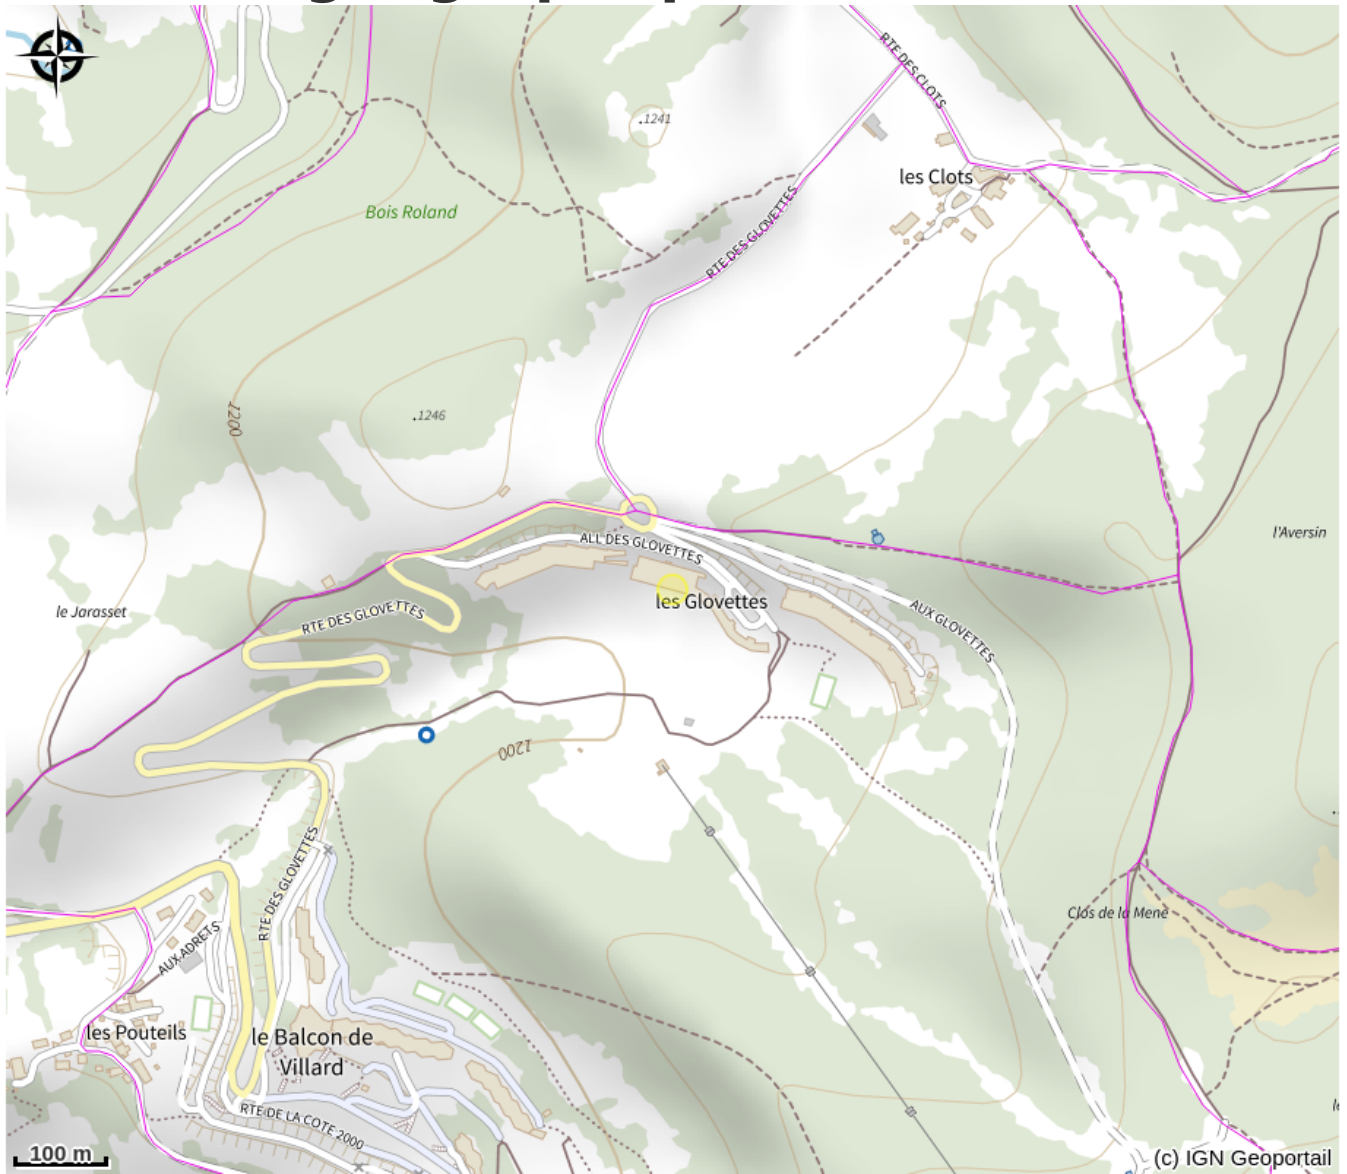 RTE DES CLOTS
.1241
les Clots
Bois Roland
RTE DES GLOVETTES
1200
.1246
l'Aversin
ALL DES GLOVETTES
les Glovettes
le Jarasset
RTE DES GLOVETTES
AUX GLOVETTES
1200
RTE DES GLOVETTES
Clos de la Mene
AUX ADRETS
les Pouteils
le Balcon de
Villard
RTE DE LA COTE 2000
100 m
(c) IGN Geoportail